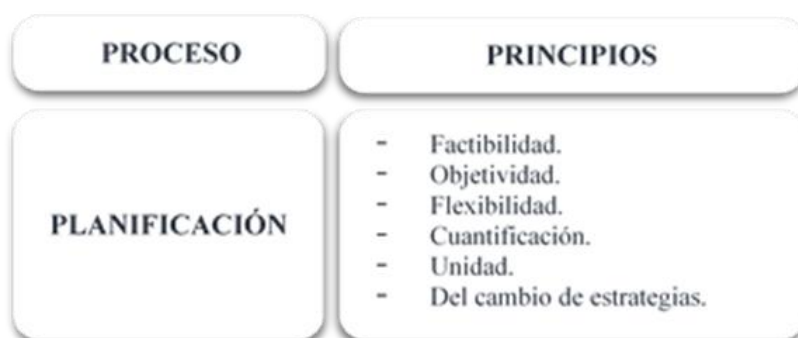 PROCESO
PRINCIPIOS
PLANIFICACIÓN
- Factibilidad.
- Objetividad.
- Flexibilidad.
- Cuantificación.
- Unidad.
- Del cambio de estrategias.